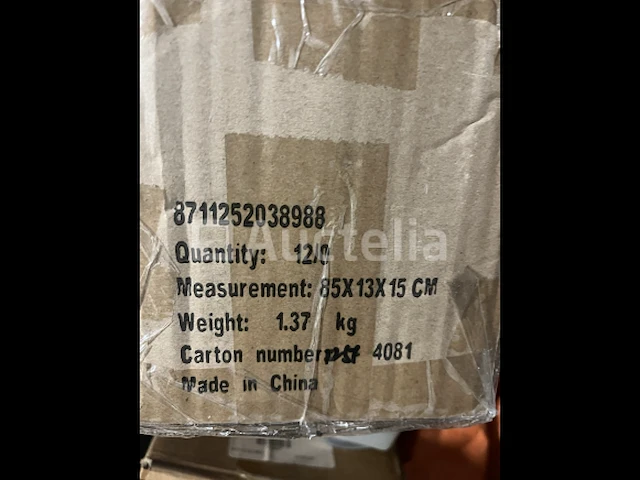 8711252038988
Auctelia
Quantity: 12/0
Measurement: 85X13X15 CM
Weight: 1.37 kg
Carton number: 4081
Made in China